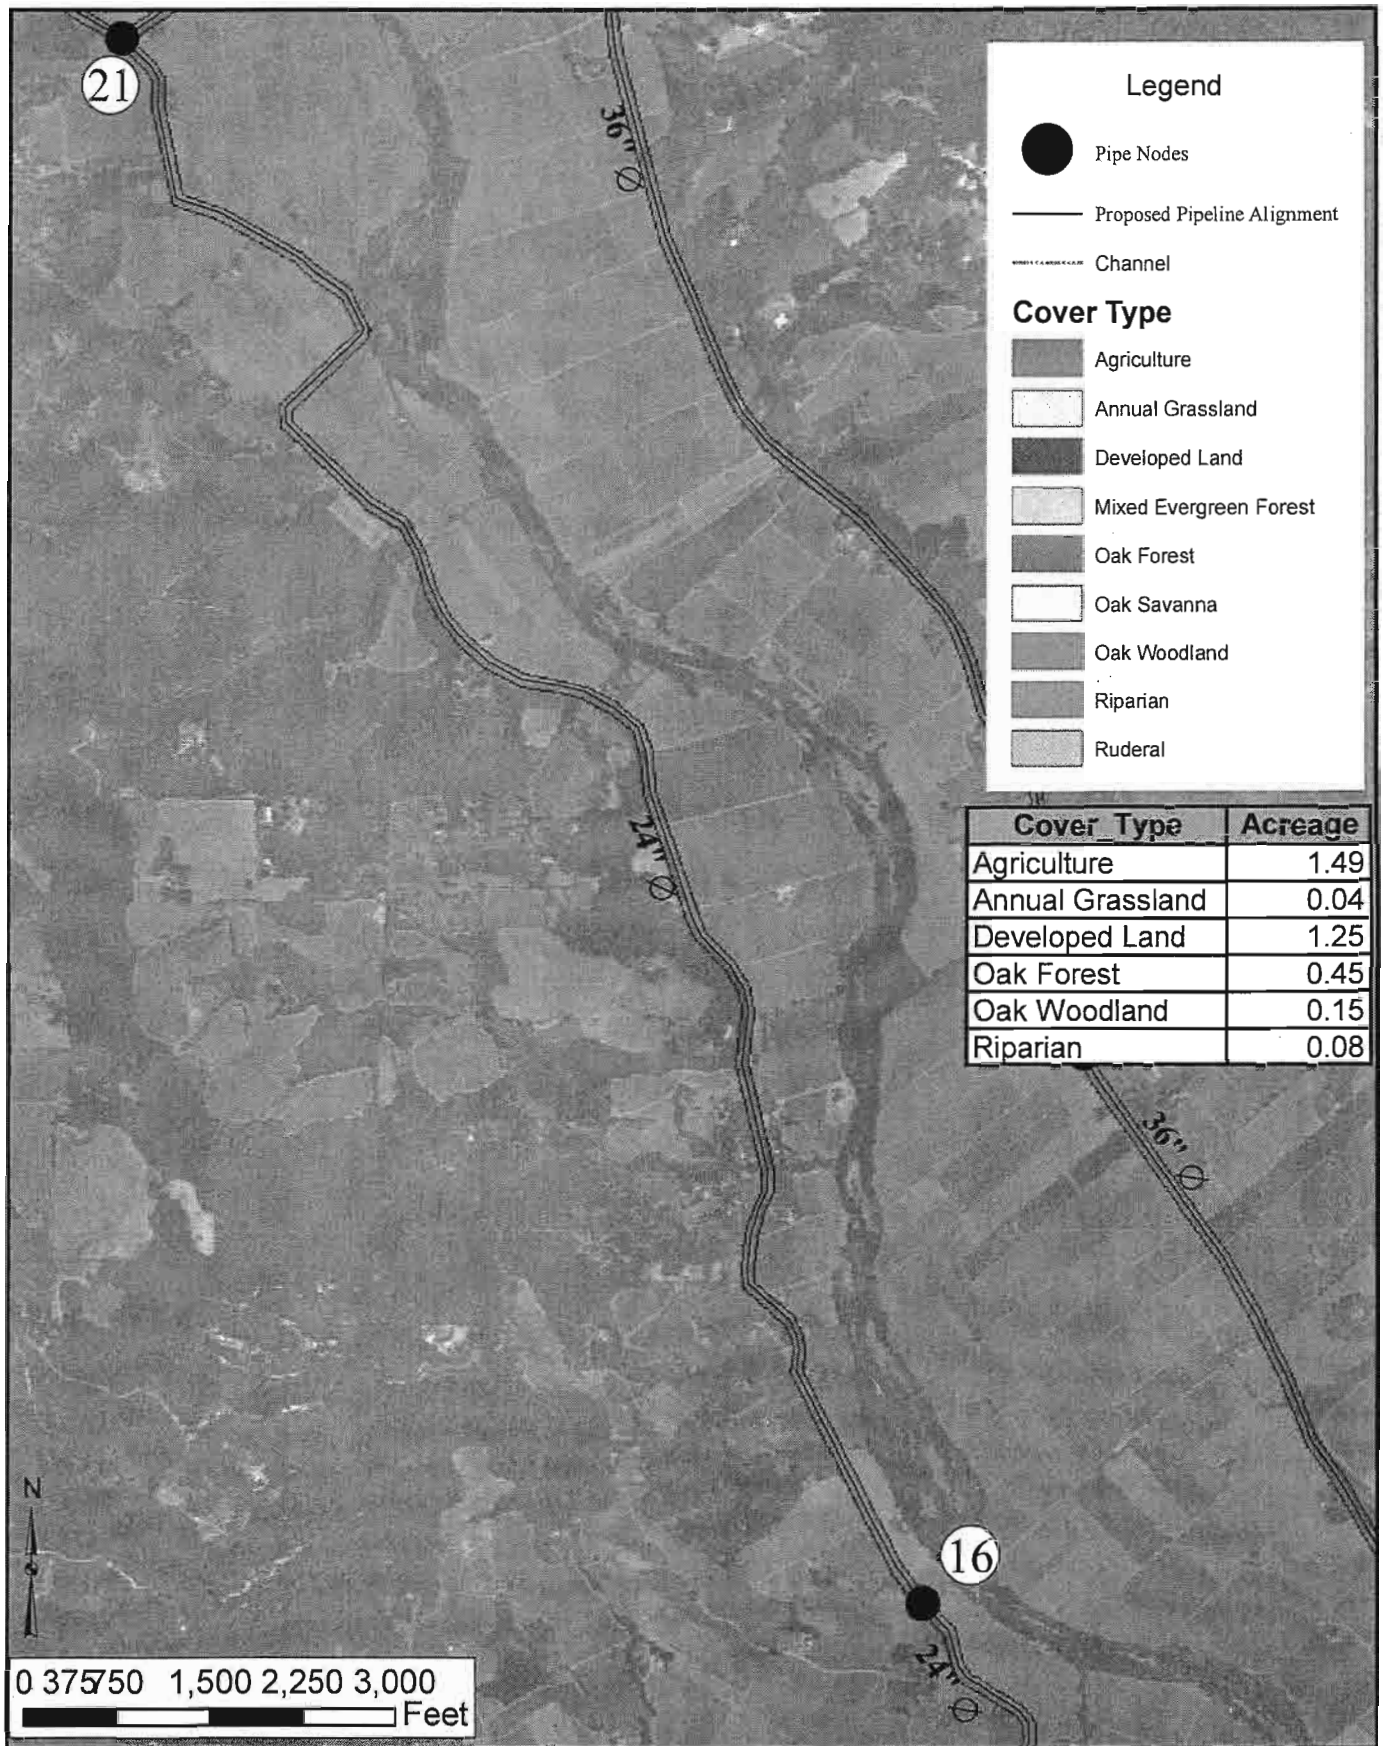 21
36" Ø
Legend
Pipe Nodes
Proposed Pipeline Alignment
Channel
Cover Type
Agriculture
Annual Grassland
Developed Land
Mixed Evergreen Forest
Oak Forest
Oak Savanna
Oak Woodland
Riparian
Ruderal
24" Ø
Cover_Type Acreage
Agriculture 1.49
Annual Grassland 0.04
Developed Land 1.25
Oak Forest 0.45
Oak Woodland 0.15
Riparian 0.08
36" Ø
N
16
24" Ø
0 375 750 1,500 2,250 3,000
Feet